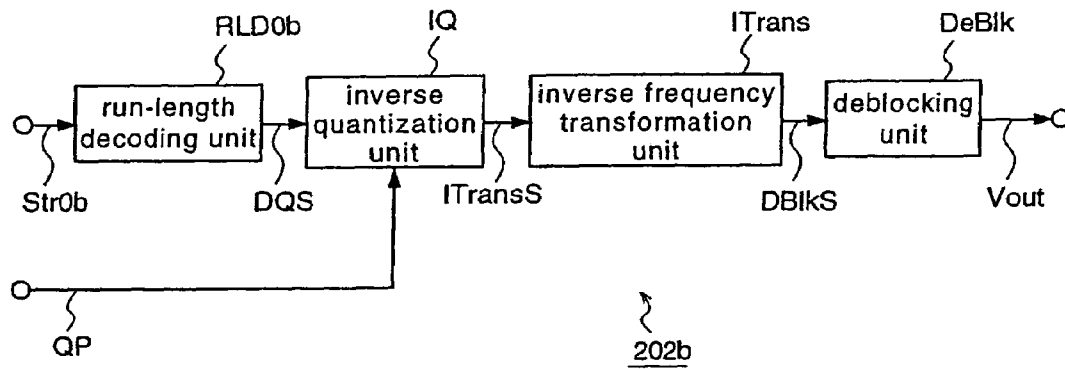 RLD0b
IQ
ITrans
DeBlk
run-length
decoding unit
inverse
quantization
unit
inverse frequency
transformation
unit
deblocking
unit
Str0b
DQS
ITransS
DBlkS
Vout
QP
202b